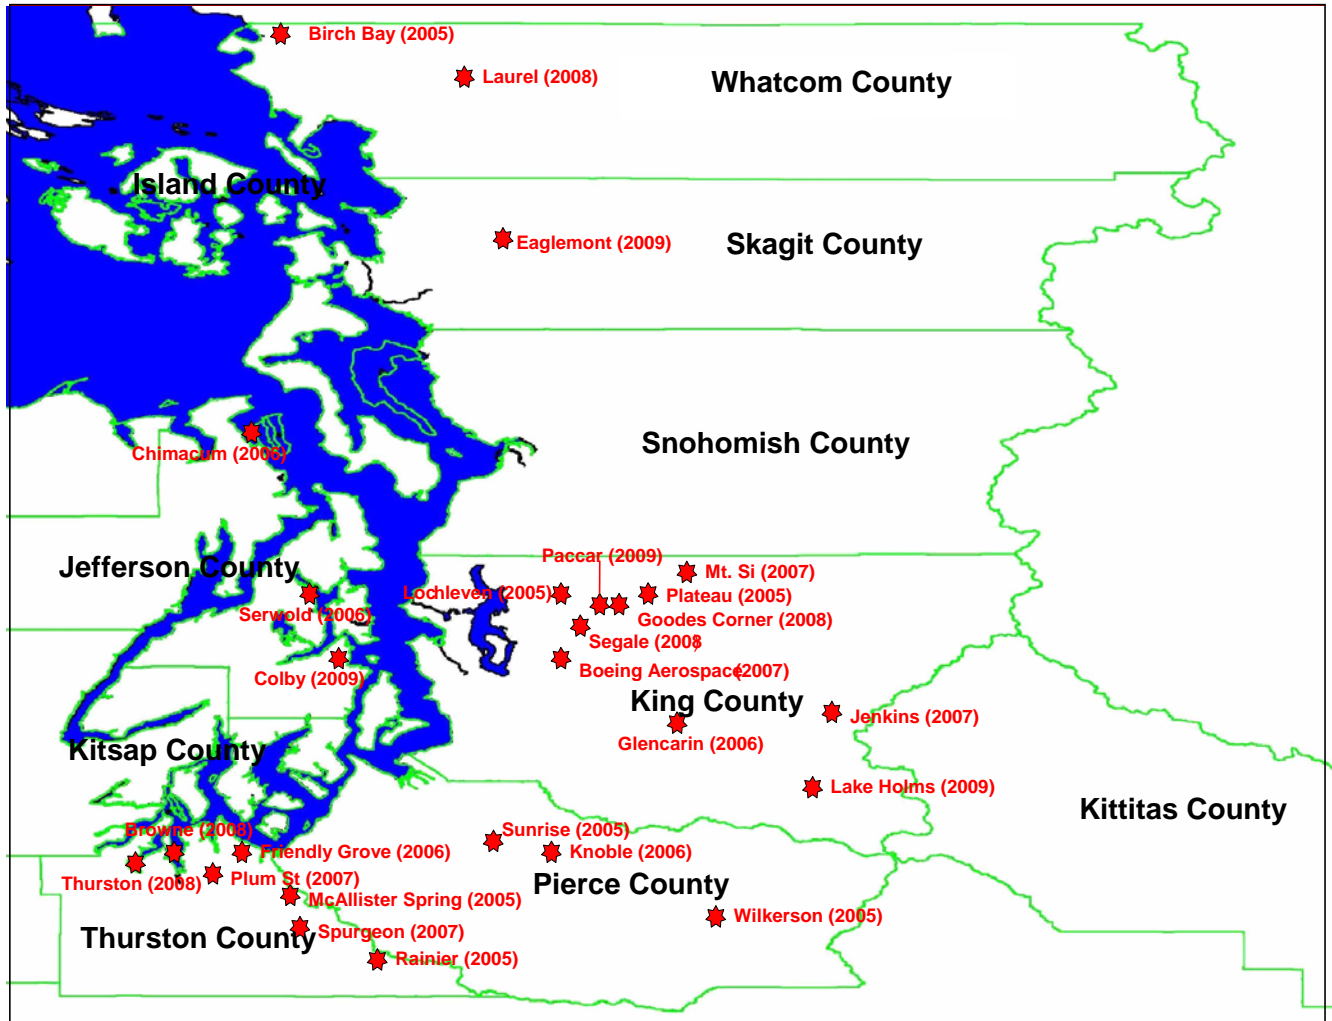 Birch Bay (2005)
Laurel (2008)
Whatcom County
Island County
Eaglemont (2009)
Skagit County
Chimacum (2006)
Snohomish County
Paccar (2009)
Mt. Si (2007)
Jefferson County
Lochleven (2005)
Plateau (2005)
Serwold (2006)
Goodes Corner (2008)
Segale (2008)
Colby (2009)
Boeing Aerospace(2007)
King County
Jenkins (2007)
Glencarin (2006)
Kitsap County
Lake Holms (2009)
Kittitas County
Browne (2008)
Sunrise (2005)
Friendly Grove (2006)
Knoble (2006)
Thurston (2008)
Plum St (2007)
Pierce County
McAllister Spring (2005)
Wilkerson (2005)
Thurston County
Spurgeon (2007)
Rainier (2005)